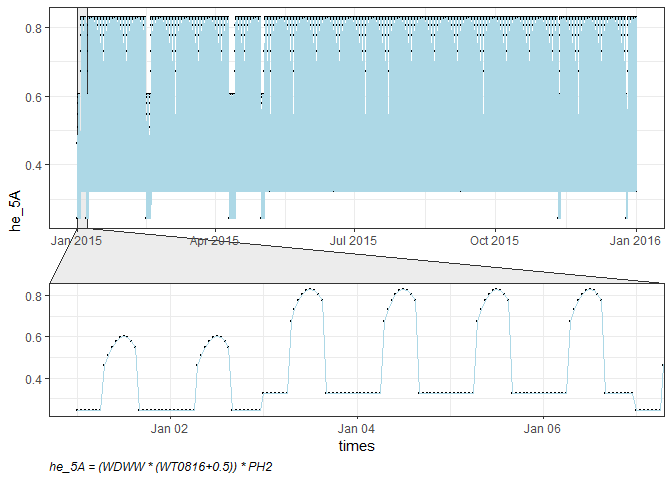 0.8
0.6
0.4
he_5A
Jan 2015 Apr 2015 Jul 2015 Oct 2015 Jan 2016
0.8
0.6
0.4
Jan 02 Jan 04 Jan 06
times
he_5A = (WDWW * (WT0816+0.5)) * PH2